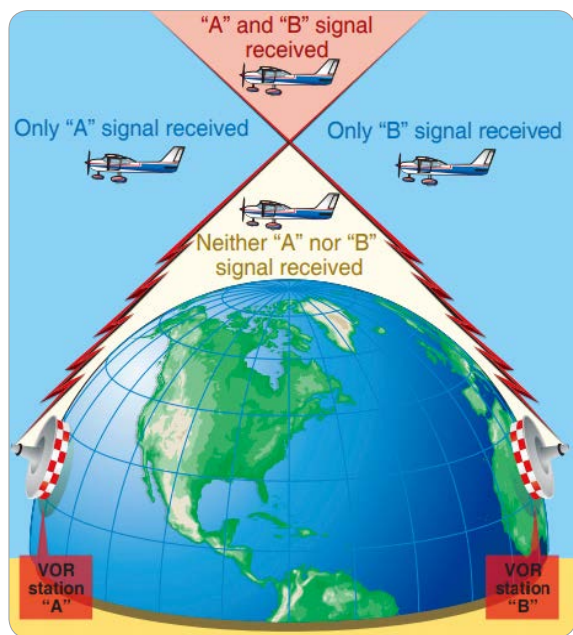 “A” and “B” signal
received
Only “A” signal received
Only “B” signal received
Neither “A” nor “B”
signal received
VOR
station
“A”
VOR
station
“B”